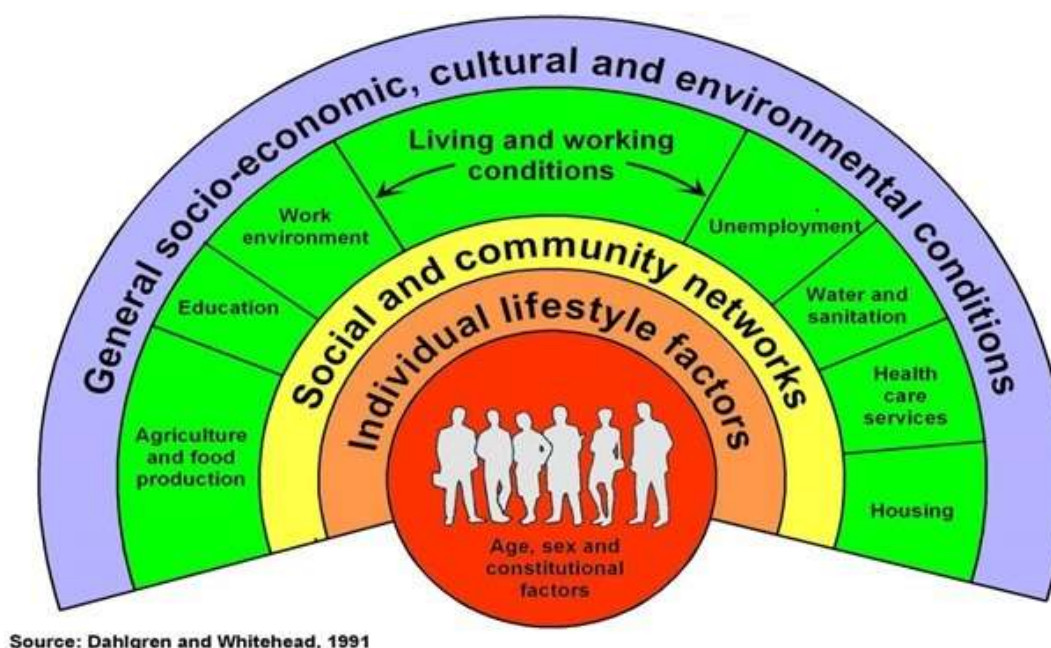 General socio-economic, cultural and environmental conditions
Living and working
conditions
Work
environment
Education
Agriculture
and food
production
Unemployment
Water and
sanitation
Health
care
services
Housing
Social and community networks
Individual lifestyle factors
Age, sex and
constitutional
factors
Source: Dahlgren and Whitehead, 1991